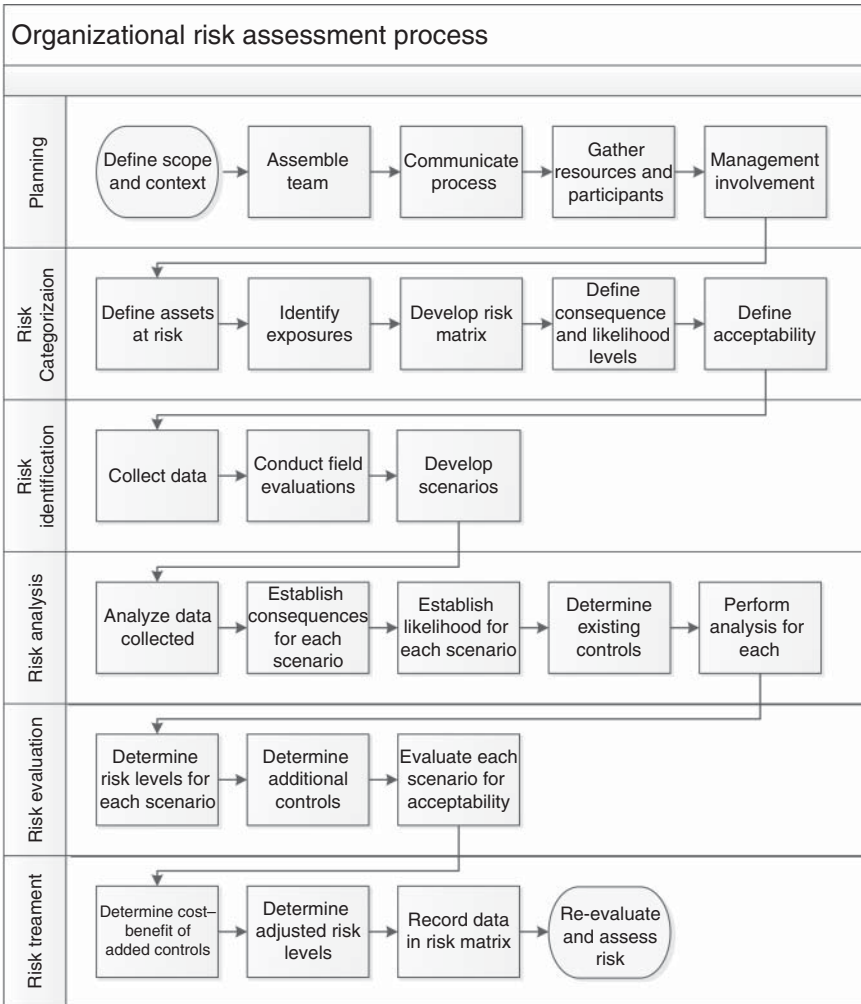 Organizational risk assessment process
Planning
Define scope
and context
Assemble
team
Communicate
process
Gather
resources and
participants
Management
involvement
Risk
Categorizaion
Define assets
at risk
Identify
exposures
Develop risk
matrix
Define
consequence
and likelihood
levels
Define
acceptability
Risk
identification
Collect data
Conduct field
evaluations
Develop
scenarios
Risk analysis
Analyze data
collected
Establish
consequences
for each
scenario
Establish
likelihood for
each scenario
Determine
existing
controls
Perform
analysis for
each
Risk evaluation
Determine
risk levels for
each scenario
Determine
additional
controls
Evaluate each
scenario for
acceptability
Risk treament
Determine cost–
benefit of
added controls
Determine
adjusted risk
levels
Record data
in risk matrix
Re-evaluate
and assess
risk